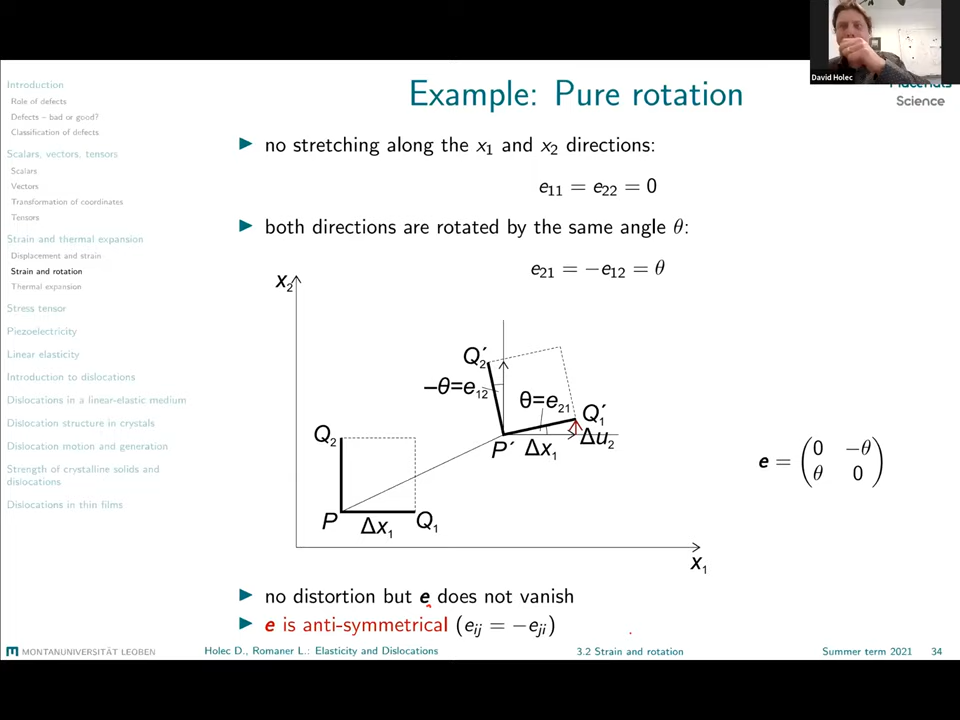 David Holec
Materials
Science
Introduction
Role of defects
Defects – bad or good?
Classification of defects
Scalars, vectors, tensors
Scalars
Vectors
Transformation of coordinates
Tensors
Strain and thermal expansion
Displacement and strain
Strain and rotation
Thermal expansion
Stress tensor
Piezoelectricity
Linear elasticity
Introduction to dislocations
Dislocations in a linear-elastic medium
Dislocation structure in crystals
Dislocation motion and generation
Strength of crystalline solids and
dislocations
Dislocations in thin films
Example: Pure rotation
▶ no stretching along the x₁ and x₂ directions:
e₁₁ = e₂₂ = 0
▶ both directions are rotated by the same angle θ:
e₂₁ = −e₁₂ = θ
x₂
Q₂´
−θ=e₁₂
θ=e₂₁
Q₁´
P´
Δx₁
Δu₂
Q₂
P
Δx₁
Q₁
x₁
e = (0 −θ
θ 0)
▶ no distortion but e does not vanish
▶ e is anti-symmetrical (eᵢⱼ = −eⱼᵢ)
MONTANUNIVERSITÄT LEOBEN
Holec D., Romaner L.: Elasticity and Dislocations
3.2 Strain and rotation
Summer term 2021 34